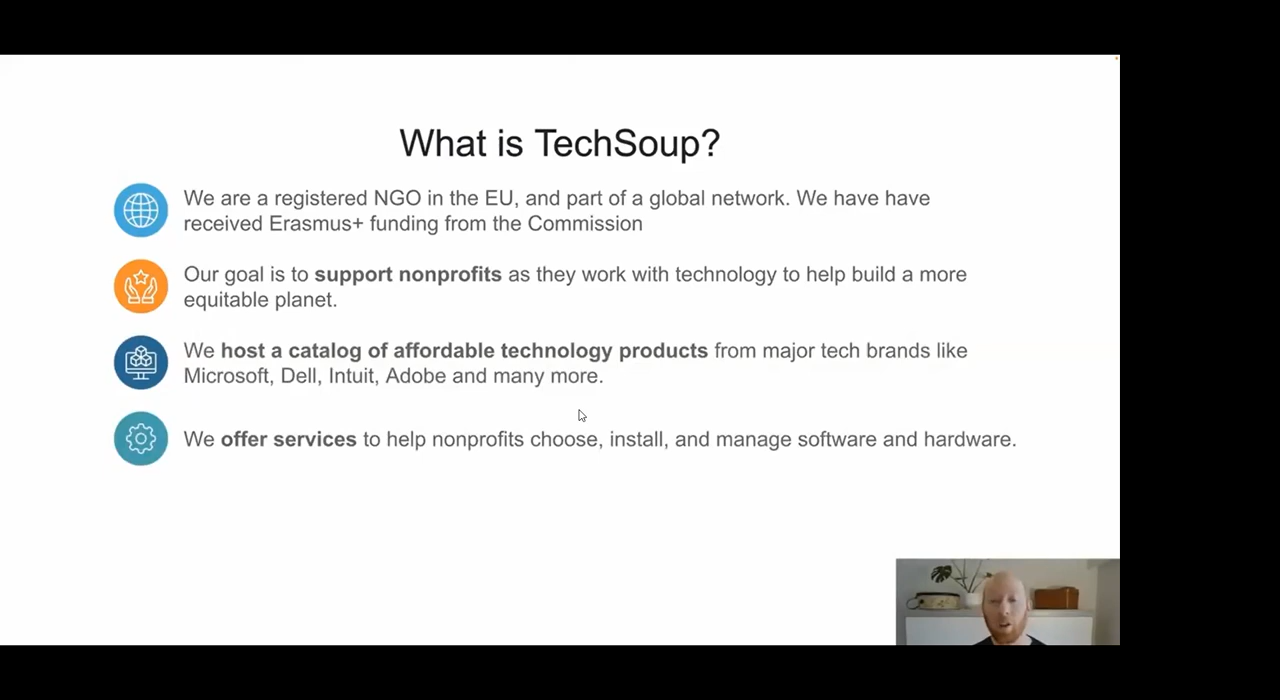 What is TechSoup?
We are a registered NGO in the EU, and part of a global network. We have have
received Erasmus+ funding from the Commission
Our goal is to support nonprofits as they work with technology to help build a more
equitable planet.
We host a catalog of affordable technology products from major tech brands like
Microsoft, Dell, Intuit, Adobe and many more.
We offer services to help nonprofits choose, install, and manage software and hardware.